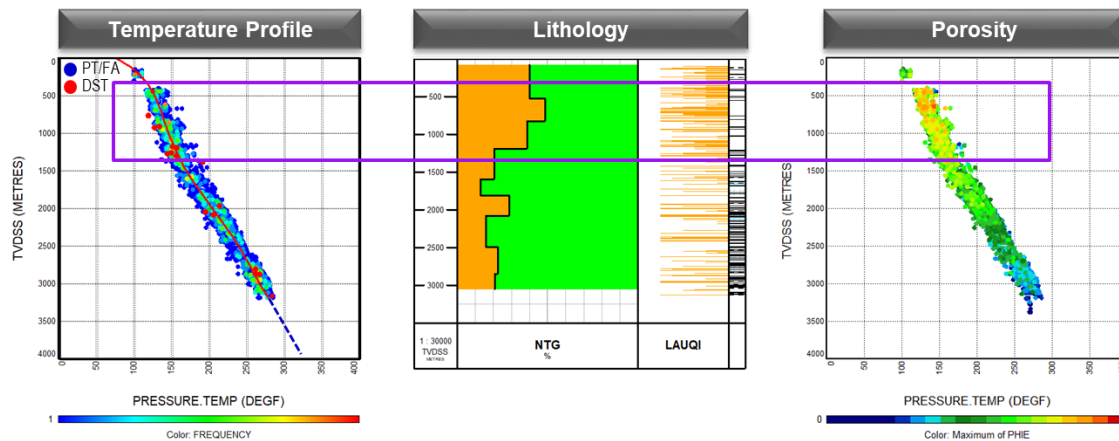 Temperature Profile
Lithology
Porosity
PT/FA
DST
0
500
1000
1500
2000
2500
3000
3500
4000
TVDSS (METRES)
0
50
100
150
200
250
300
350
400
PRESSURE.TEMP (DEGF)
1
Color: FREQUENCY
500
1000
1500
2000
2500
3000
1 : 30000
TVDSS
METRES
NTG
%
LAUQI
0
500
1000
1500
2000
2500
3000
3500
4000
TVDSS (METRES)
0
50
100
150
200
250
300
350
400
PRESSURE.TEMP (DEGF)
0
Color: Maximum of PHIE